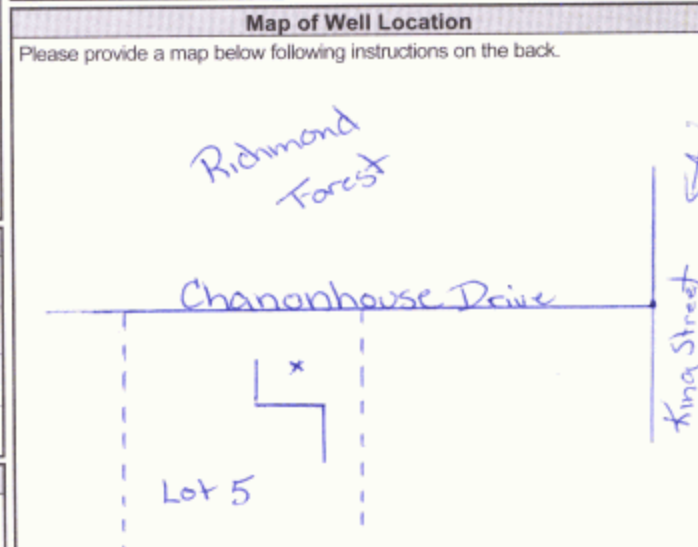 Map of Well Location
Please provide a map below following instructions on the back.
Richmond
Forest
Chanonhouse Drive
King Street
x
Lot 5